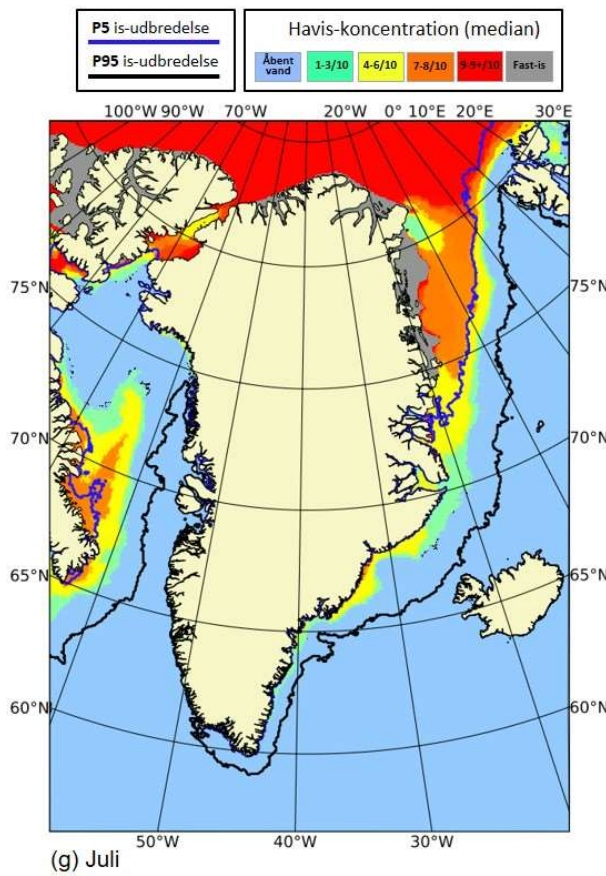 P5 is-udbredelse
P95 is-udbredelse
Havis-koncentration (median)
Åbent vand
1-3/10
4-6/10
7-8/10
9-9+/10
Fast-is
100°W 90°W 70°W 20°W 0° 10°E 20°E 30°E
75°N 75°N
70°N 70°N
65°N 65°N
60°N 60°N
50°W 40°W 30°W
(g) Juli